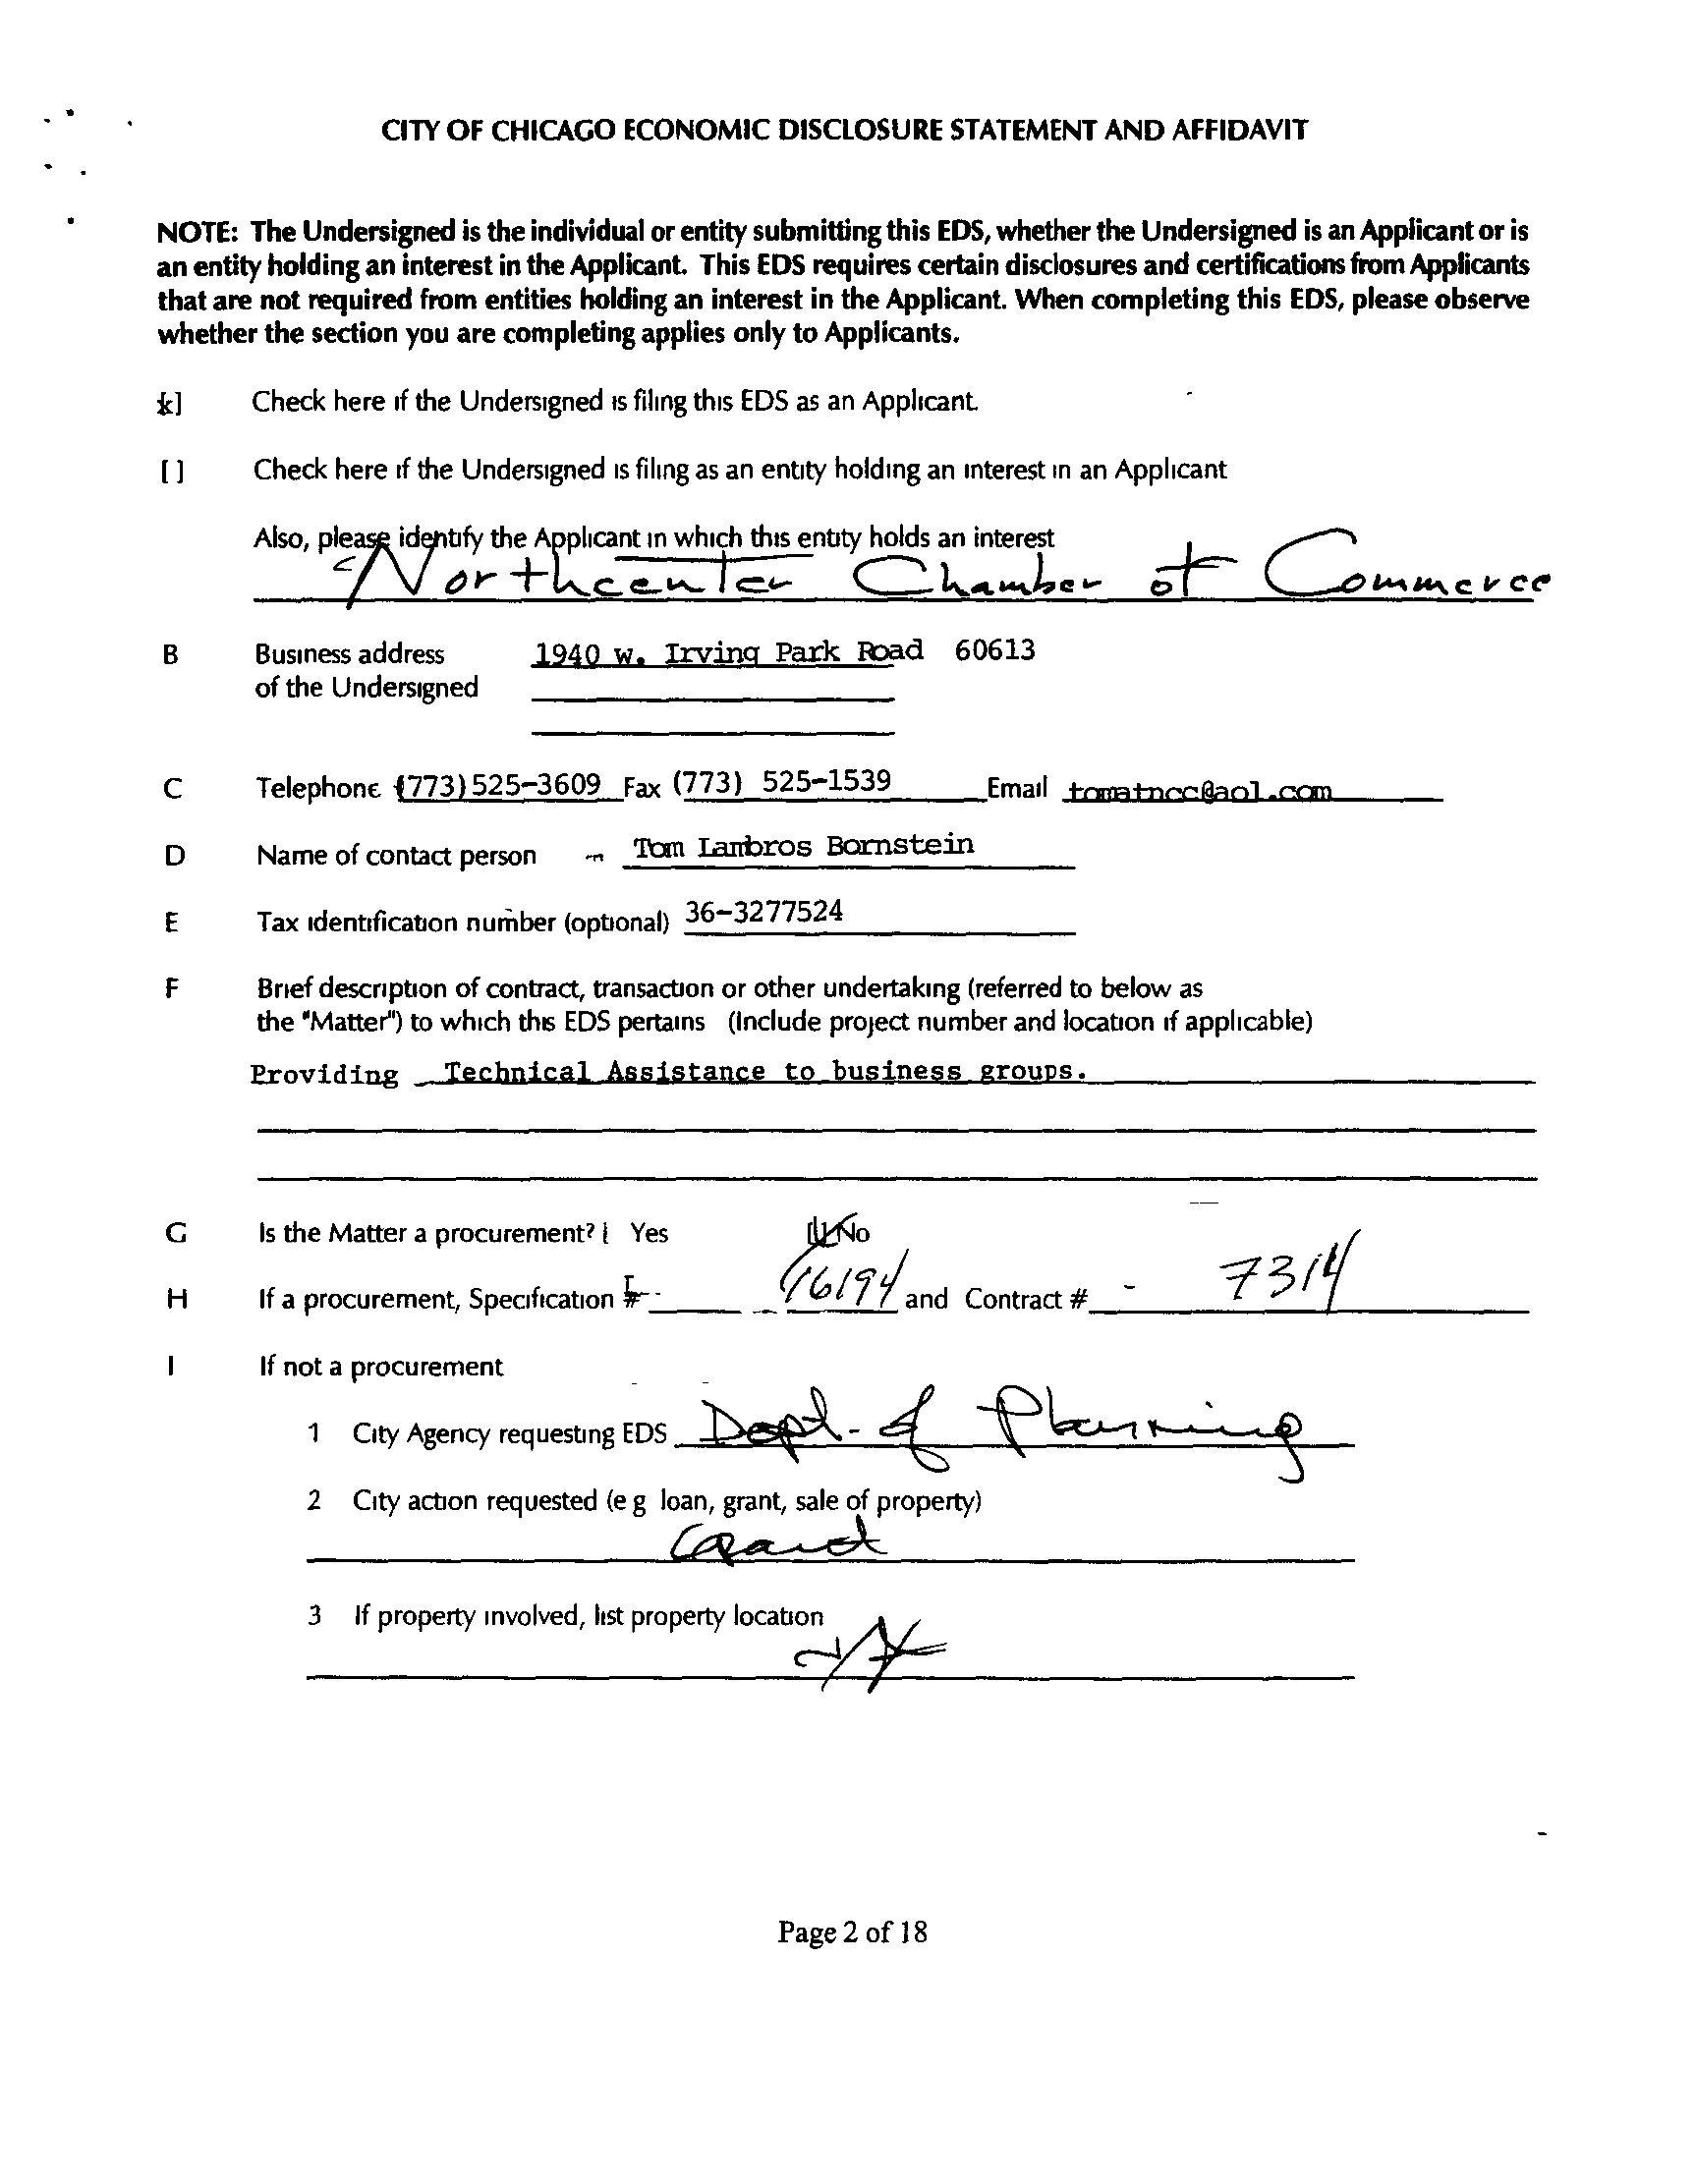 CITY OF CHICAGO ECONOMIC DISCLOSURE STATEMENT AND AFFIDAVIT
NOTE: The Undersigned is the individual or entity submitting this EDS, whether the Undersigned is an Applicant or is
an entity holding an interest in the Applicant. This EDS requires certain disclosures and certifications from Applicants
that are not required from entities holding an interest in the Applicant. When completing this EDS, please observe
whether the section you are completing applies only to Applicants.
[x] Check here if the Undersigned is filing this EDS as an Applicant.
[ ] Check here if the Undersigned is filing as an entity holding an interest in an Applicant
Also, please identify the Applicant in which this entity holds an interest
Northcenter Chamber of Commerce
B Business address 1940 w. Irving Park Road 60613
of the Undersigned
C Telephone (773)525-3609 Fax (773) 525-1539 Email tomatncc@aol.com
D Name of contact person Tom Lambros Bornstein
E Tax identification number (optional) 36-3277524
F Brief description of contract, transaction or other undertaking (referred to below as
the "Matter") to which this EDS pertains (Include project number and location if applicable)
Providing Technical Assistance to business groups.
G Is the Matter a procurement? [ Yes [ ] No
H If a procurement, Specification # 16194 and Contract # 7314
I If not a procurement
1 City Agency requesting EDS Dept. of Planning
2 City action requested (e g loan, grant, sale of property)
Grant
3 If property involved, list property location
Page 2 of 18